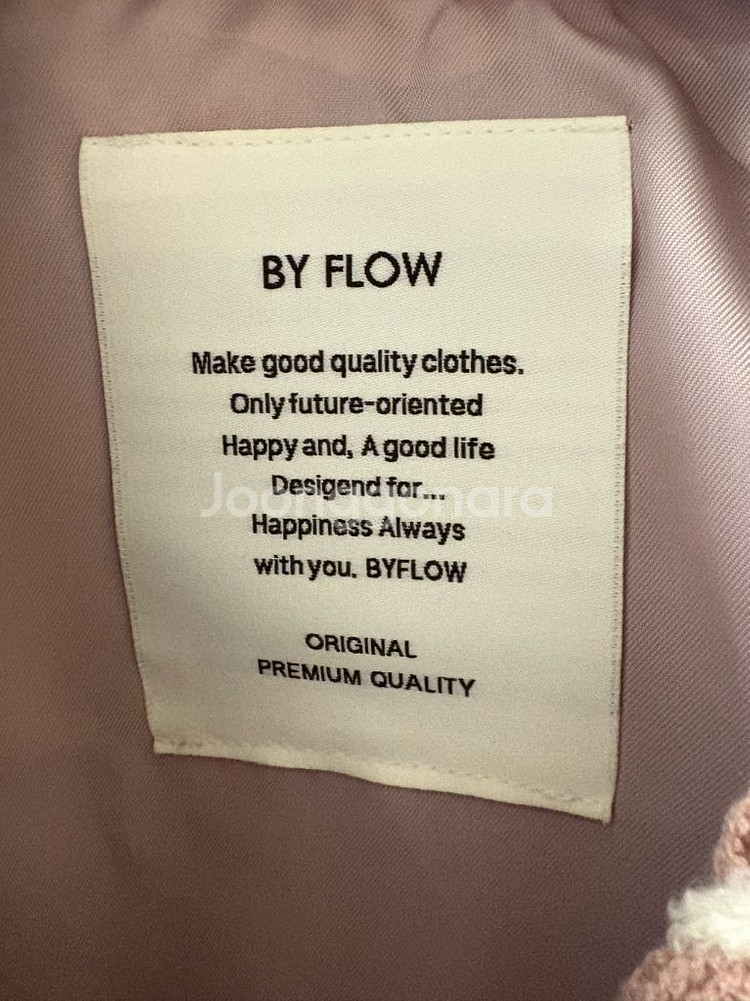 BY FLOW
Make good quality clothes.
Only future-oriented
Happy and, A good life
Desigend for...
Happiness Always
with you. BYFLOW
ORIGINAL
PREMIUM QUALITY
Joonggonara